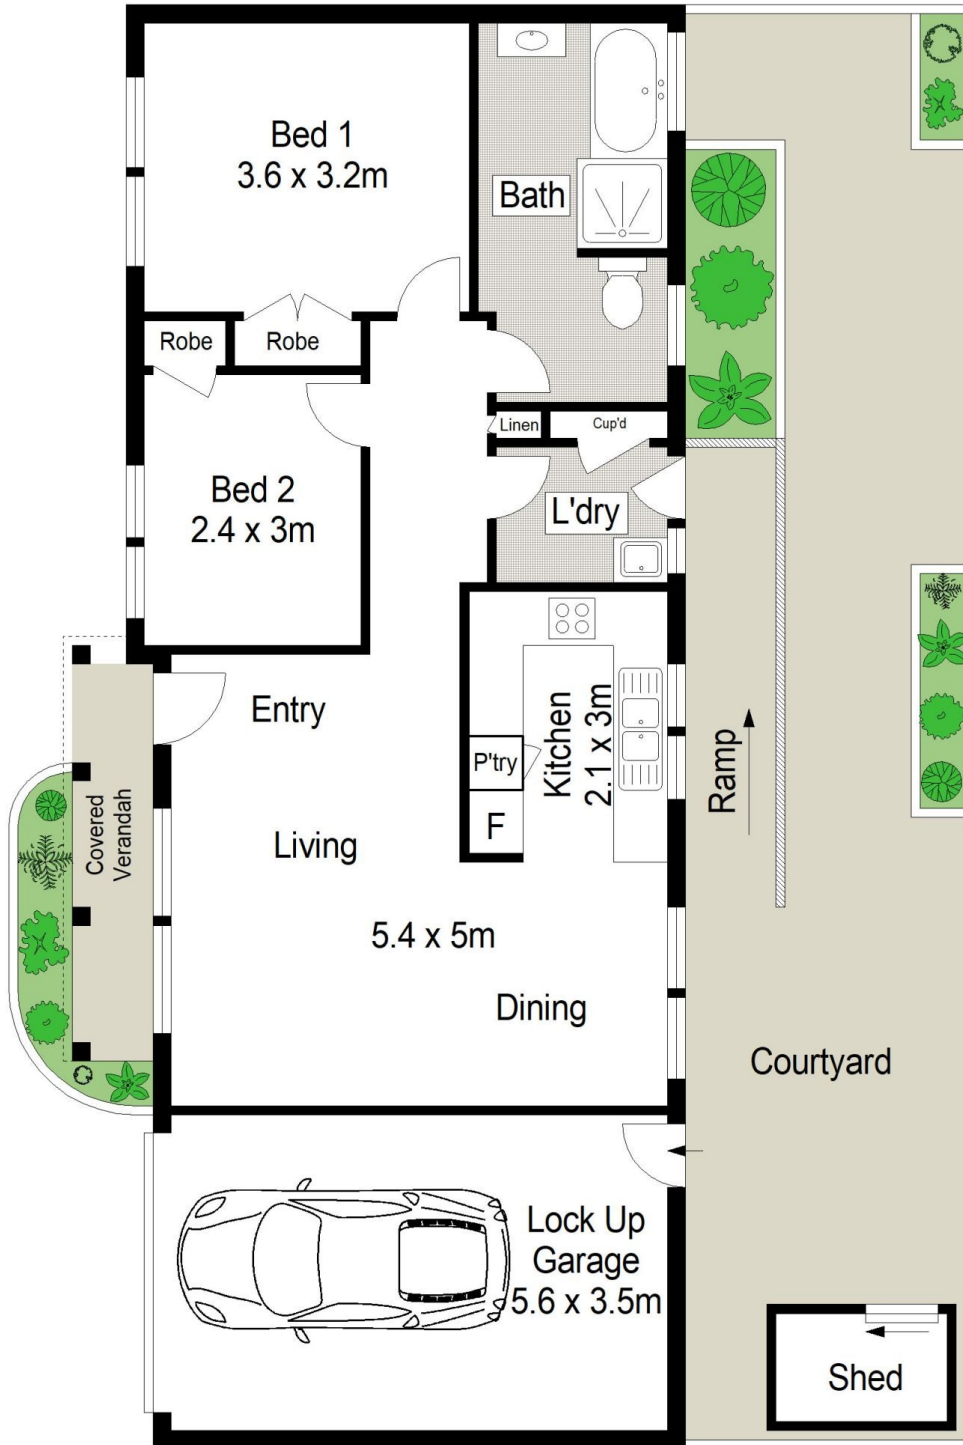 Bed 1
3.6 x 3.2m
Bath
Robe
Robe
Linen
Cup'd
Bed 2
2.4 x 3m
L'dry
Entry
Kitchen
2.1 x 3m
P'try
F
Ramp
Covered
Verandah
Living
5.4 x 5m
Dining
Courtyard
Lock Up
Garage
5.6 x 3.5m
Shed